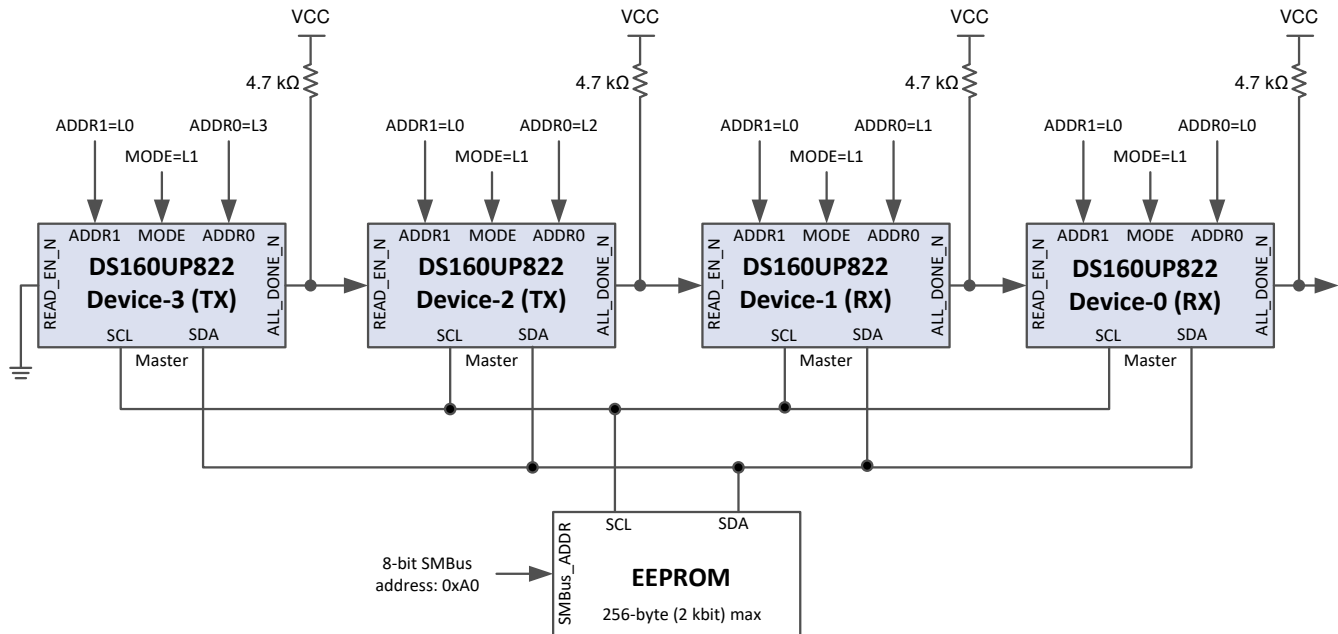 VCC
VCC
VCC
VCC
4.7 kΩ
4.7 kΩ
4.7 kΩ
4.7 kΩ
ADDR1=L0
ADDR0=L3
MODE=L1
ADDR1=L0
ADDR0=L2
MODE=L1
ADDR1=L0
ADDR0=L1
MODE=L1
ADDR1=L0
ADDR0=L0
MODE=L1
READ_EN_N
ADDR1
MODE
ADDR0
ALL_DONE_N
DS160UP822
Device-3 (TX)
SCL
SDA
Master
READ_EN_N
ADDR1
MODE
ADDR0
ALL_DONE_N
DS160UP822
Device-2 (TX)
SCL
SDA
Master
READ_EN_N
ADDR1
MODE
ADDR0
ALL_DONE_N
DS160UP822
Device-1 (RX)
SCL
SDA
Master
READ_EN_N
ADDR1
MODE
ADDR0
ALL_DONE_N
DS160UP822
Device-0 (RX)
SCL
SDA
Master
8-bit SMBus
address: 0xA0
SMBus_ADDR
SCL
SDA
EEPROM
256-byte (2 kbit) max